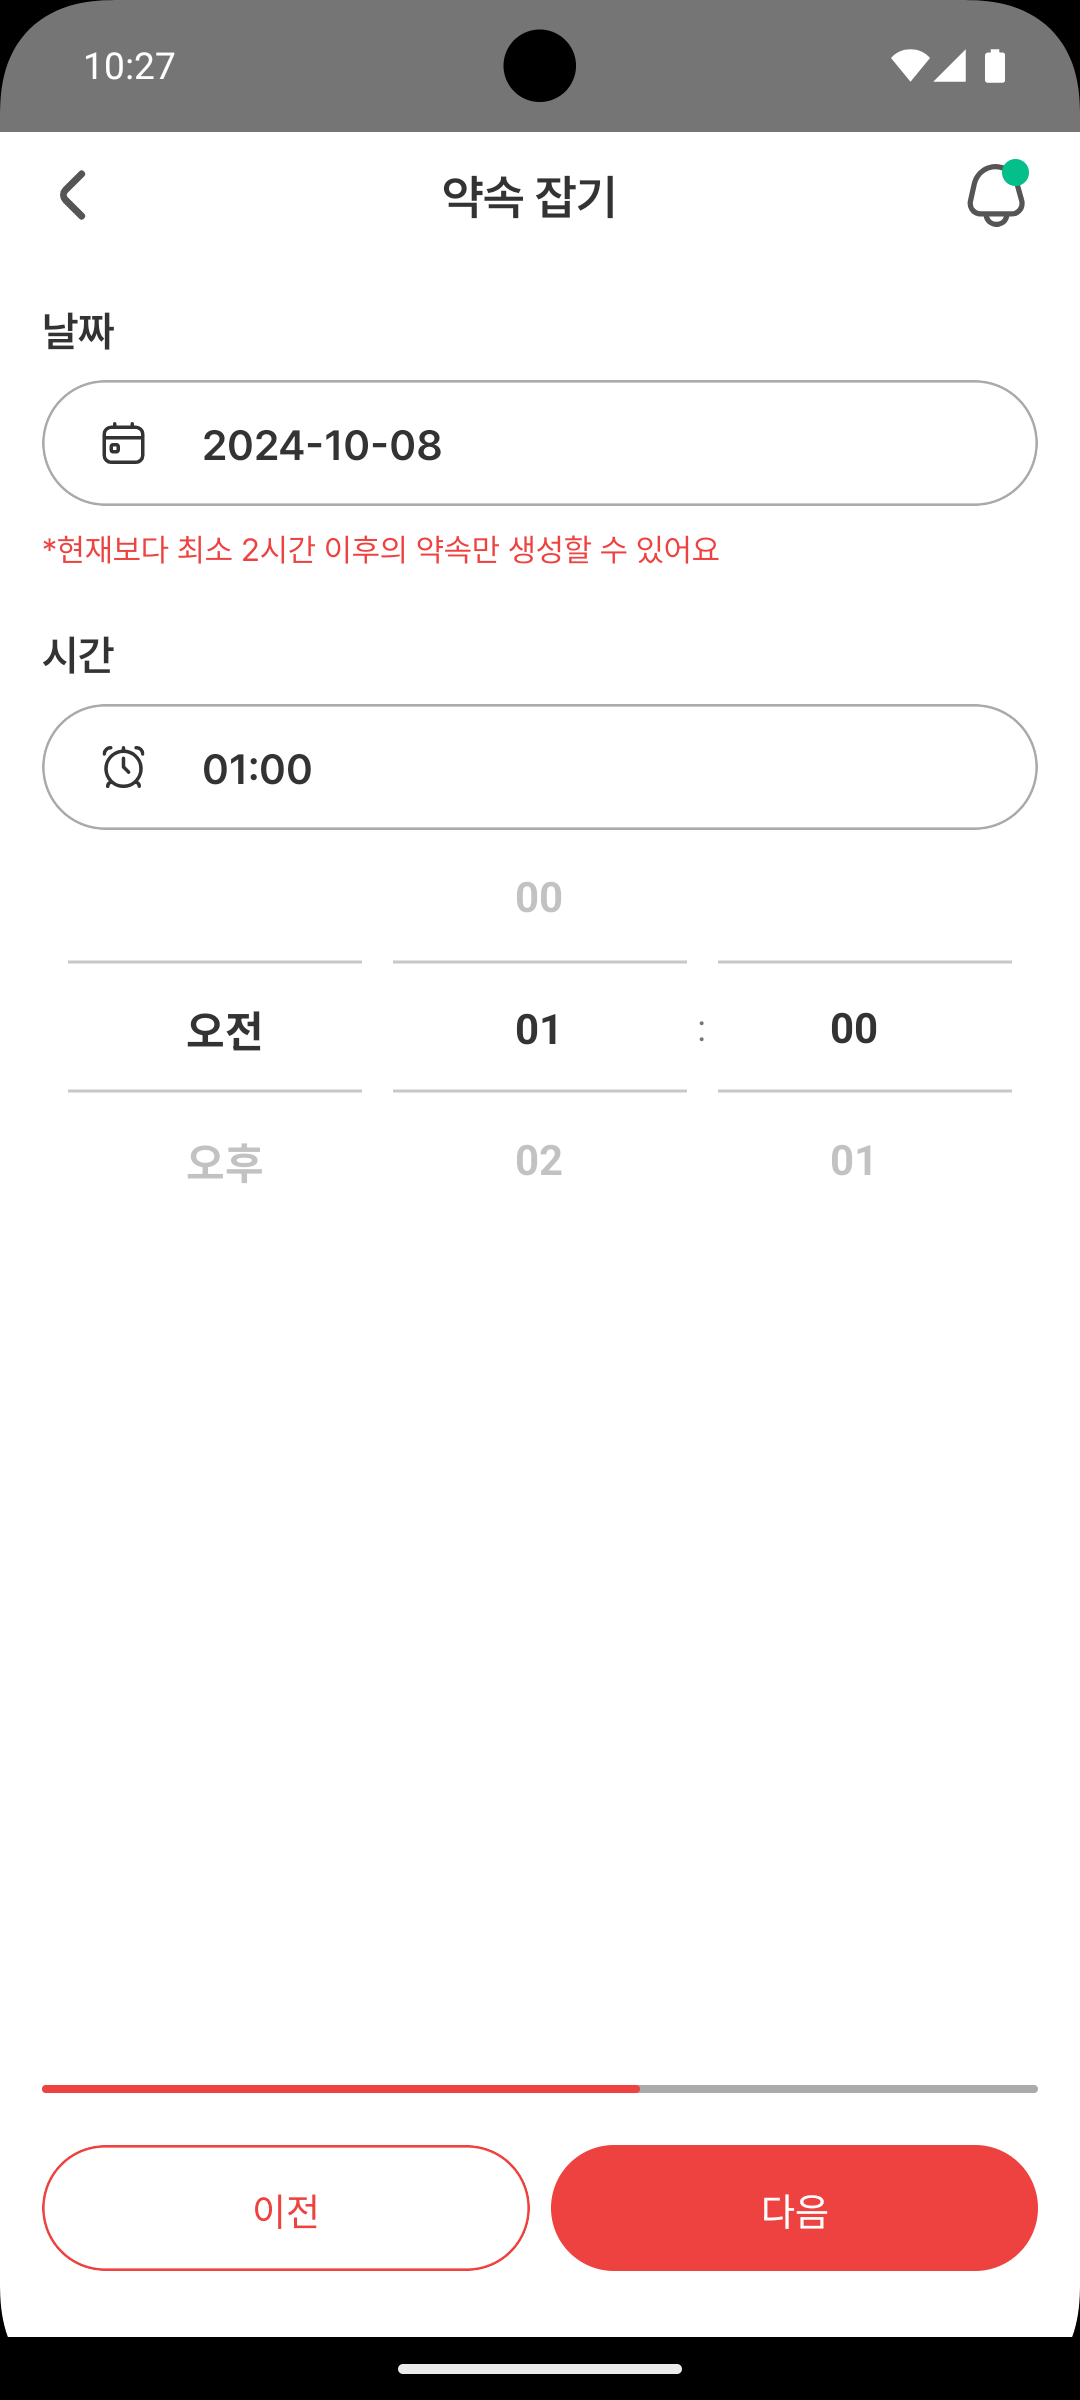 10:27
약속 잡기
날짜
2024-10-08
*현재보다 최소 2시간 이후의 약속만 생성할 수 있어요
시간
01:00
00
오전 01 : 00
오후 02 01
이전 다음